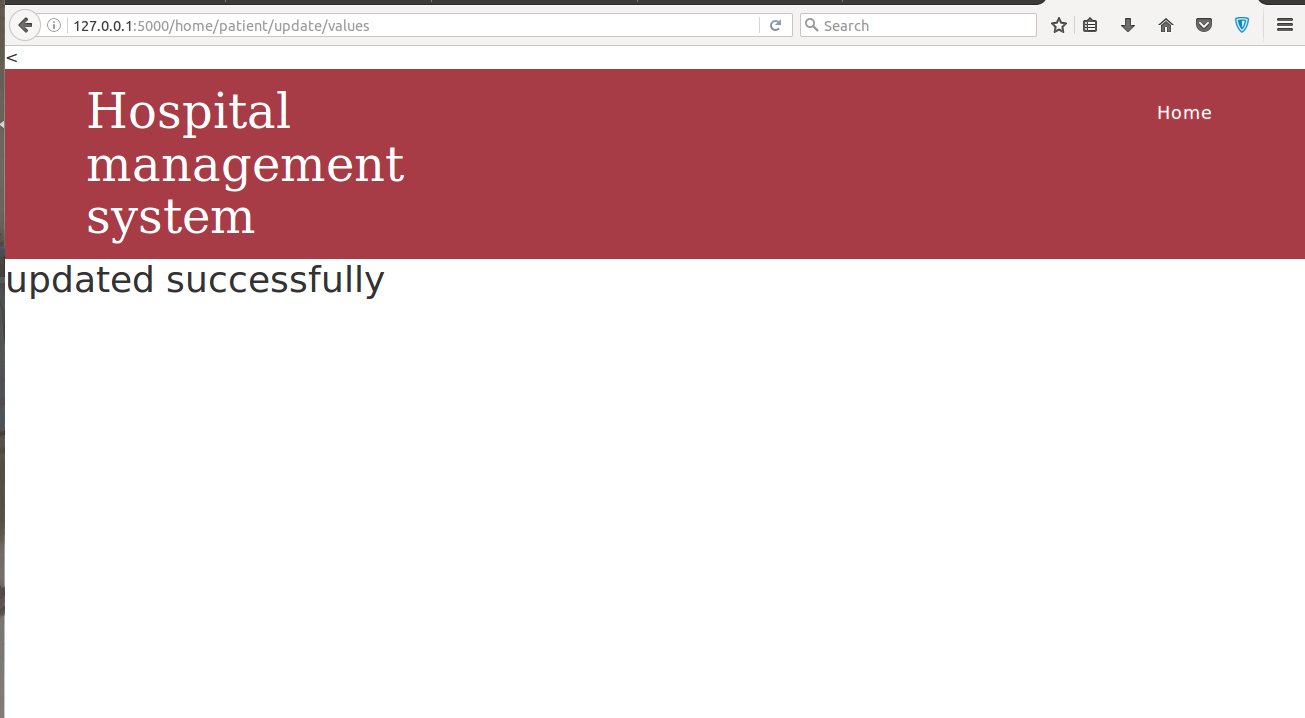 127.0.0.1:5000/home/patient/update/values
Search
<
Hospital
management
system
Home
updated successfully